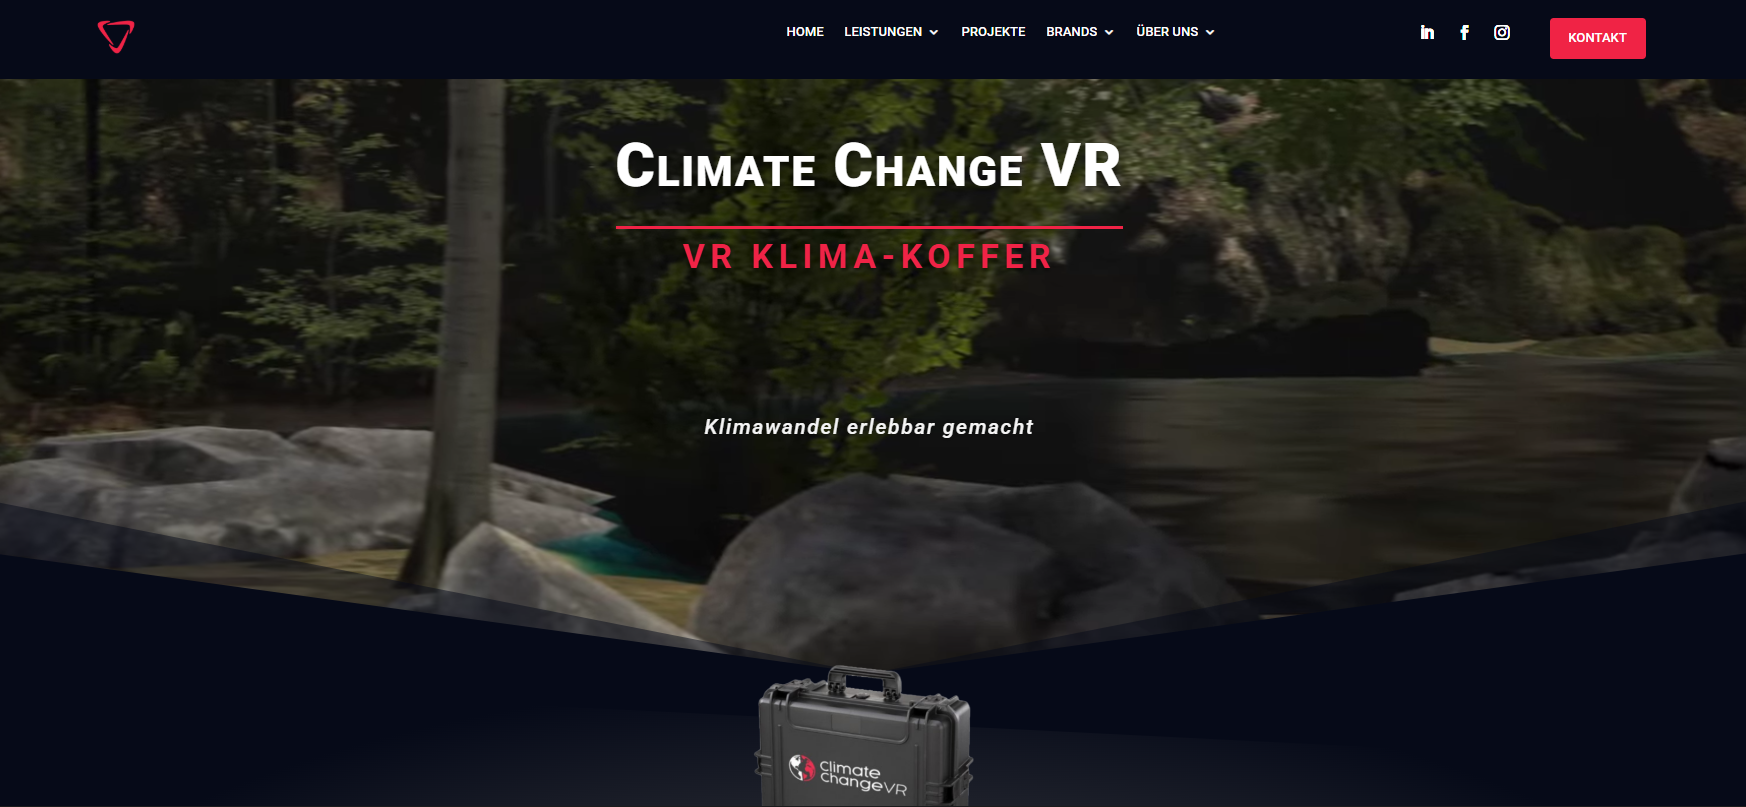 HOME LEISTUNGEN PROJEKTE BRANDS ÜBER UNS KONTAKT
Climate Change VR
VR KLIMA-KOFFER
Klimawandel erlebbar gemacht
Climate
ChangeVR